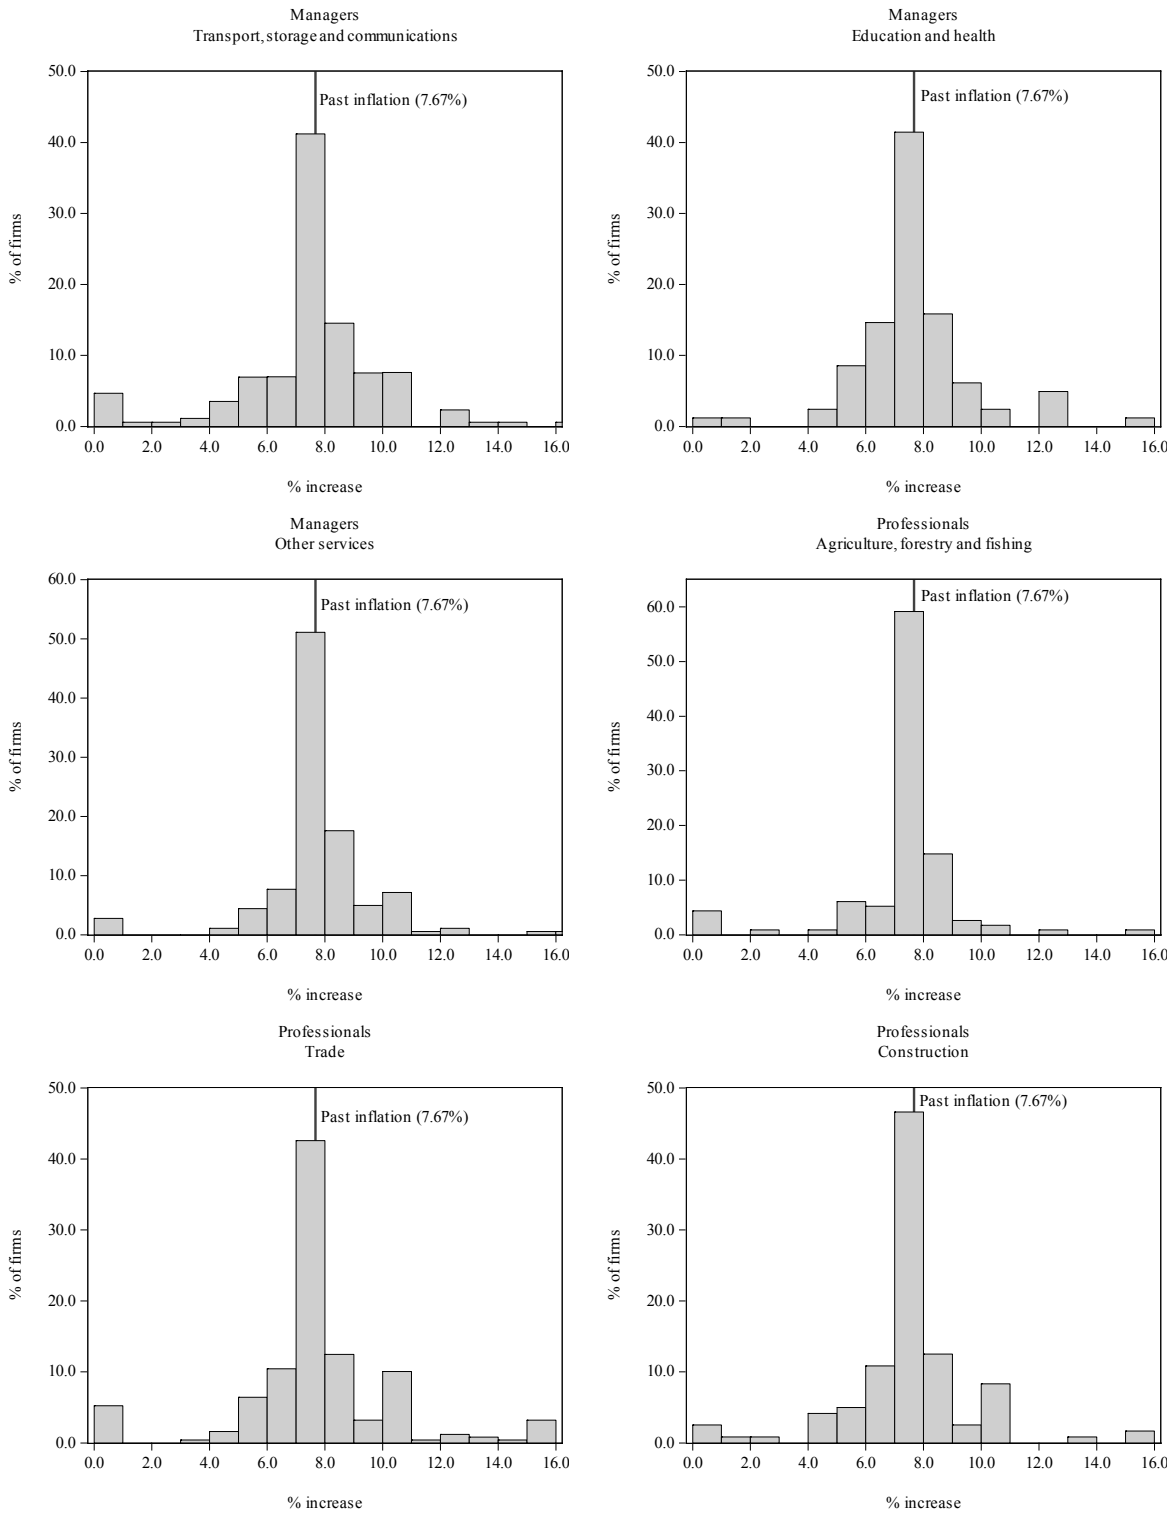 Managers
Transport, storage and communications
50.0
40.0
30.0
20.0
10.0
0.0
% of firms
Past inflation (7.67%)
0.0 2.0 4.0 6.0 8.0 10.0 12.0 14.0 16.0
% increase
Managers
Education and health
50.0
40.0
30.0
20.0
10.0
0.0
% of firms
Past inflation (7.67%)
0.0 2.0 4.0 6.0 8.0 10.0 12.0 14.0 16.0
% increase
Managers
Other services
60.0
50.0
40.0
30.0
20.0
10.0
0.0
% of firms
Past inflation (7.67%)
0.0 2.0 4.0 6.0 8.0 10.0 12.0 14.0 16.0
% increase
Professionals
Agriculture, forestry and fishing
60.0
50.0
40.0
30.0
20.0
10.0
0.0
% of firms
Past inflation (7.67%)
0.0 2.0 4.0 6.0 8.0 10.0 12.0 14.0 16.0
% increase
Professionals
Trade
50.0
40.0
30.0
20.0
10.0
0.0
% of firms
Past inflation (7.67%)
0.0 2.0 4.0 6.0 8.0 10.0 12.0 14.0 16.0
% increase
Professionals
Construction
50.0
40.0
30.0
20.0
10.0
0.0
% of firms
Past inflation (7.67%)
0.0 2.0 4.0 6.0 8.0 10.0 12.0 14.0 16.0
% increase